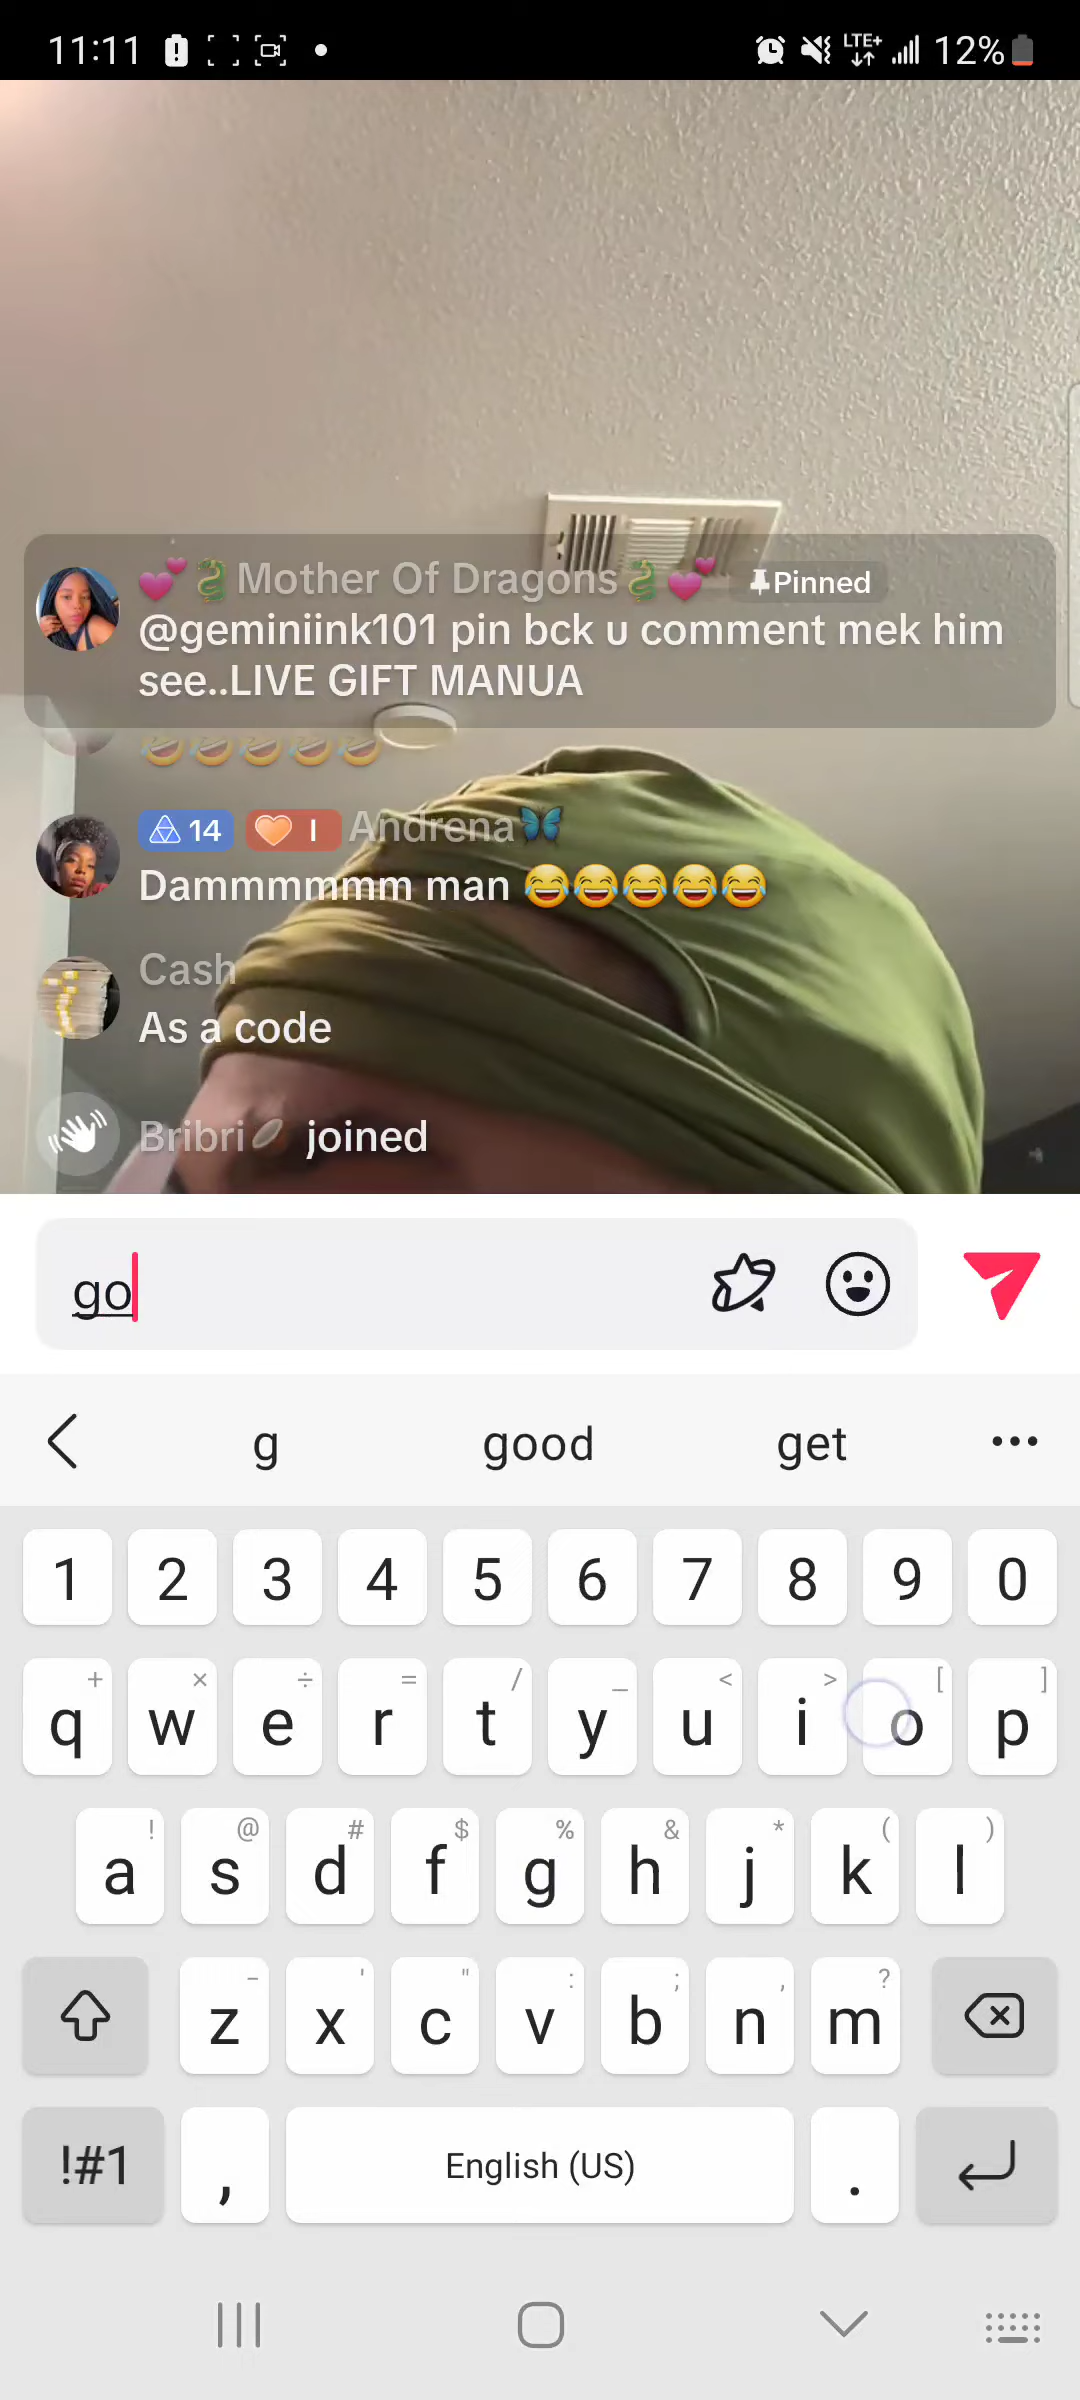 11:11
LTE+
12%
💕🐉Mother Of Dragons🐉💕 Pinned
@geminiink101 pin bck u comment mek him
see..LIVE GIFT MANUA
🤣🤣🤣🤣🤣
14 I Andrena🦋
Dammmmmm man 😂😂😂😂😂
Cash
As a code
Bribri joined
go
g good get
1 2 3 4 5 6 7 8 9 0
+ × ÷ = / _ < > [ ]
q w e r t y u i o p
! @ # $ % & * ( )
a s d f g h j k l
- ' " : ; , ?
z x c v b n m
!#1 , English (US) .